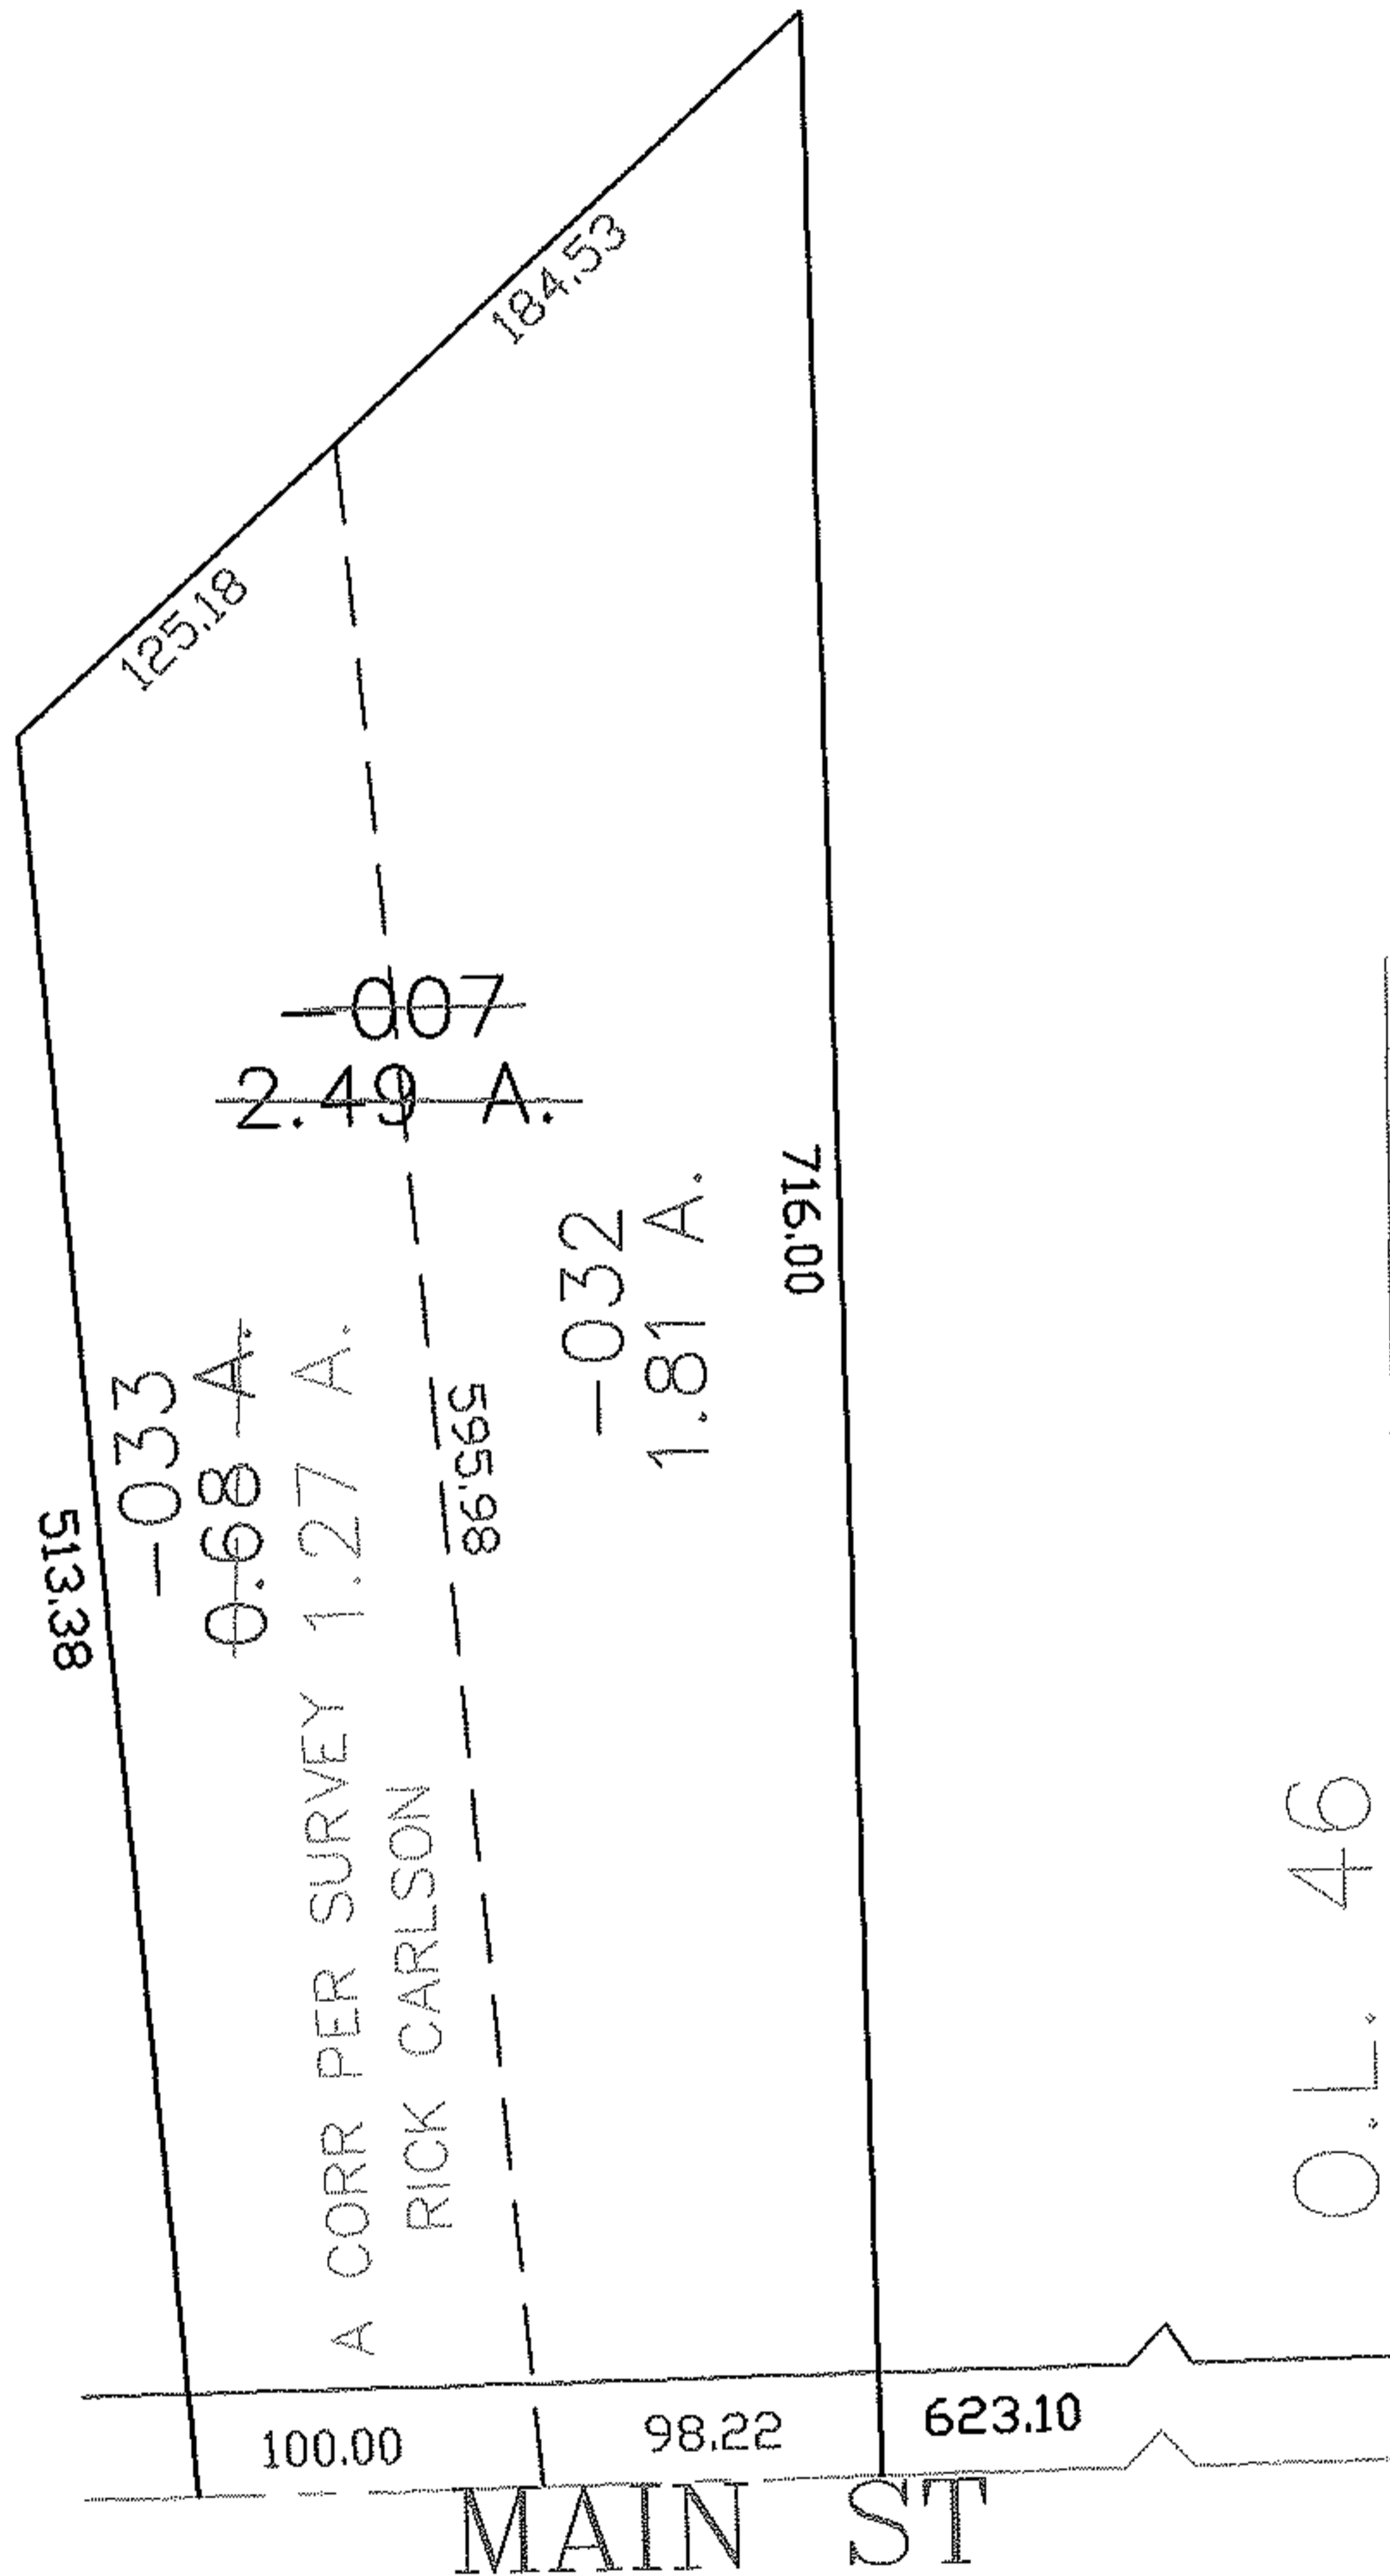 184.53
125.18
-007
2.49 A.
716.00
-032
1.81 A.
595.98
-033
0.68 A.
1.27 A.
513.38
A CORR PER SURVEY
RICK CARLSON
O.L. 46
100.00
98.22
623.10
MAIN ST